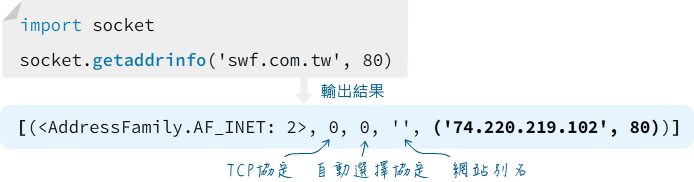 import socket
socket.getaddrinfo('swf.com.tw', 80)
輸出結果
[(<AddressFamily.AF_INET: 2>, 0, 0, '', ('74.220.219.102', 80))]
TCP協定 自動選擇協定 網站別名